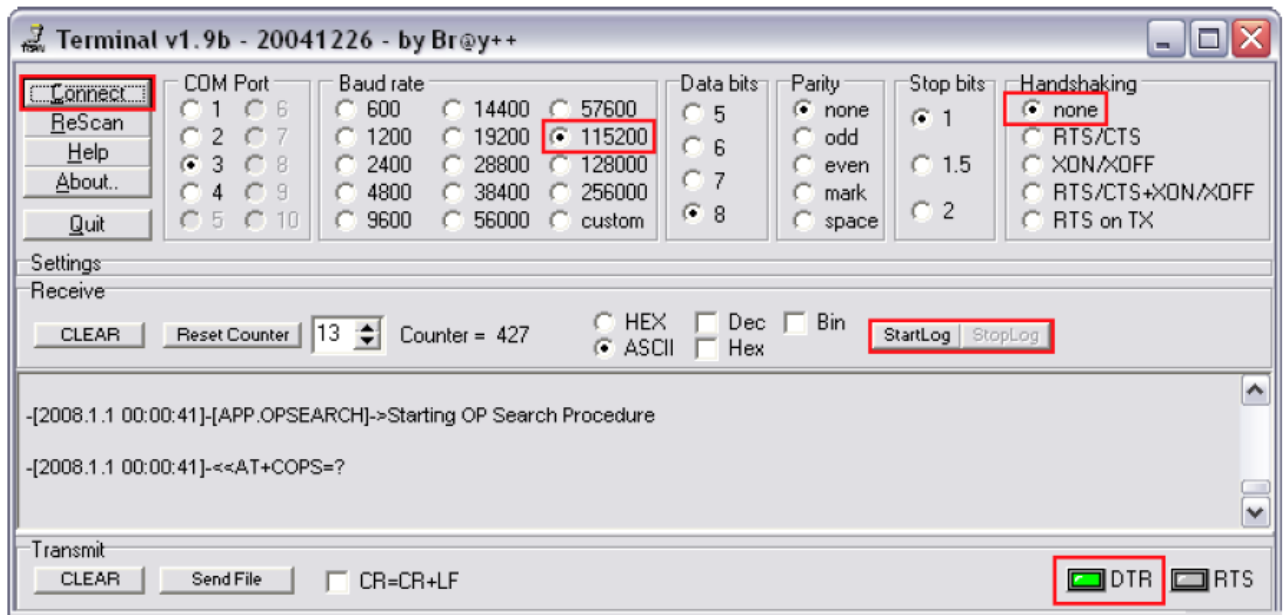 Terminal v1.9b - 20041226 - by Br@y++
Connect
ReScan
Help
About..
Quit
COM Port
1 6
2 7
3 8
4 9
5 10
Baud rate
600 14400 57600
1200 19200 115200
2400 28800 128000
4800 38400 256000
9600 56000 custom
Data bits
5
6
7
8
Parity
none
odd
even
mark
space
Stop bits
1
1.5
2
Handshaking
none
RTS/CTS
XON/XOFF
RTS/CTS+XON/XOFF
RTS on TX
Settings
Receive
CLEAR Reset Counter 13 Counter = 427 HEX Dec Bin
ASCII Hex
StartLog StopLog
-[2008.1.1 00:00:41]-[APP.OPSEARCH]->Starting OP Search Procedure
-[2008.1.1 00:00:41]-<<AT+COPS=?
Transmit
CLEAR Send File CR=CR+LF DTR RTS